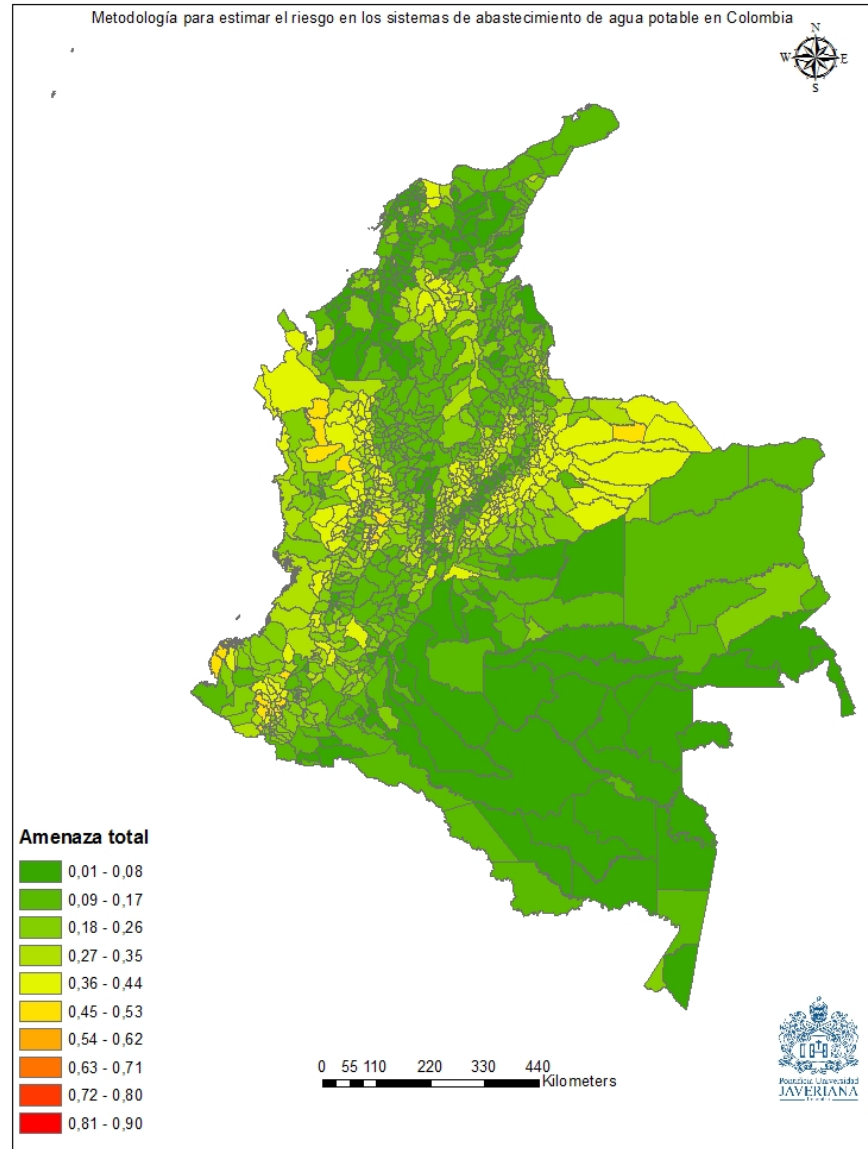 Metodología para estimar el riesgo en los sistemas de abastecimiento de agua potable en Colombia
N
W E
S
Amenaza total
0,01 - 0,08
0,09 - 0,17
0,18 - 0,26
0,27 - 0,35
0,36 - 0,44
0,45 - 0,53
0,54 - 0,62
0,63 - 0,71
0,72 - 0,80
0,81 - 0,90
0 55 110 220 330 440
Kilometers
Pontificia Universidad
JAVERIANA